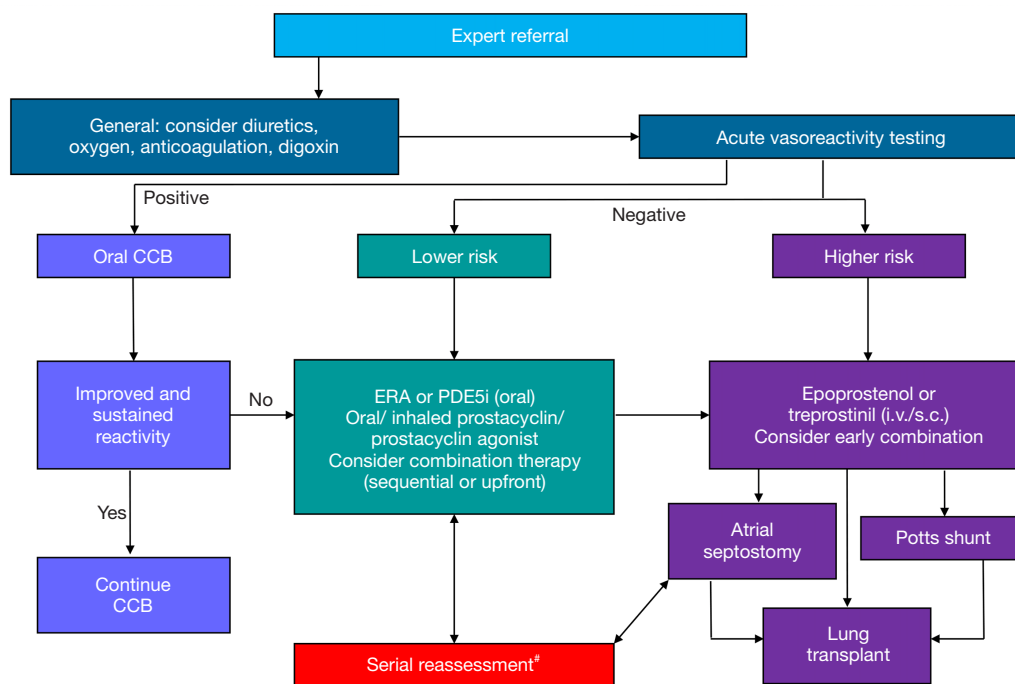 Expert referral
General: consider diuretics,
oxygen, anticoagulation, digoxin
Acute vasoreactivity testing
Positive
Negative
Oral CCB
Lower risk
Higher risk
Improved and
sustained
reactivity
No
ERA or PDE5i (oral)
Oral/ inhaled prostacyclin/
prostacyclin agonist
Consider combination therapy
(sequential or upfront)
Epoprostenol or
treprostinil (i.v./s.c.)
Consider early combination
Yes
Atrial
septostomy
Potts shunt
Continue
CCB
Serial reassessment#
Lung
transplant